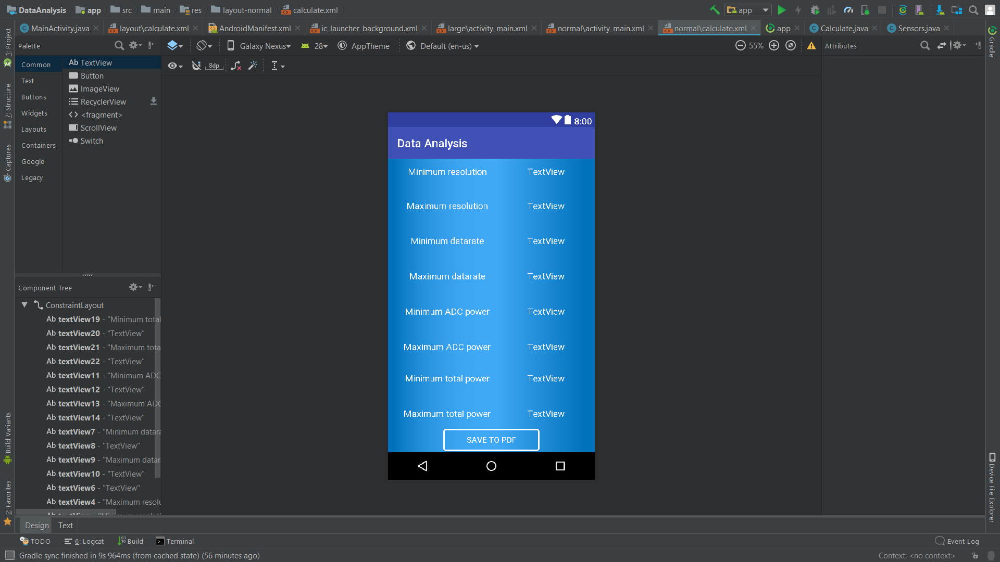 DataAnalysis app src main res layout-normal calculate.xml
app
MainActivity.java layout\calculate.xml AndroidManifest.xml ic_launcher_background.xml large\activity_main.xml normal\activity_main.xml normal\calculate.xml app Calculate.java Sensors.java
1: Project
7: Structure
Captures
Build Variants
2: Favorites
Palette
Common
Text
Buttons
Widgets
Layouts
Containers
Google
Legacy
Ab TextView
Button
ImageView
RecyclerView
<fragment>
ScrollView
Switch
Galaxy Nexus 28 AppTheme Default (en-us) 55%
8dp
Attributes
Gradle
Device File Explorer
8:00
Data Analysis
Minimum resolution TextView
Maximum resolution TextView
Minimum datarate TextView
Maximum datarate TextView
Minimum ADC power TextView
Maximum ADC power TextView
Minimum total power TextView
Maximum total power TextView
SAVE TO PDF
Component Tree
ConstraintLayout
Ab textView19 - "Minimum total
Ab textView20 - "TextView"
Ab textView21 - "Maximum tota
Ab textView22 - "TextView"
Ab textView11 - "Minimum ADC
Ab textView12 - "TextView"
Ab textView13 - "Maximum ADC
Ab textView14 - "TextView"
Ab textView7 - "Minimum datara
Ab textView8 - "TextView"
Ab textView9 - "Maximum datar
Ab textView10 - "TextView"
Ab textView6 - "TextView"
Ab textView4 - "Maximum resolu
Design Text
TODO 6: Logcat Build Terminal Event Log
Gradle sync finished in 9s 964ms (from cached state) (56 minutes ago) Context: <no context>